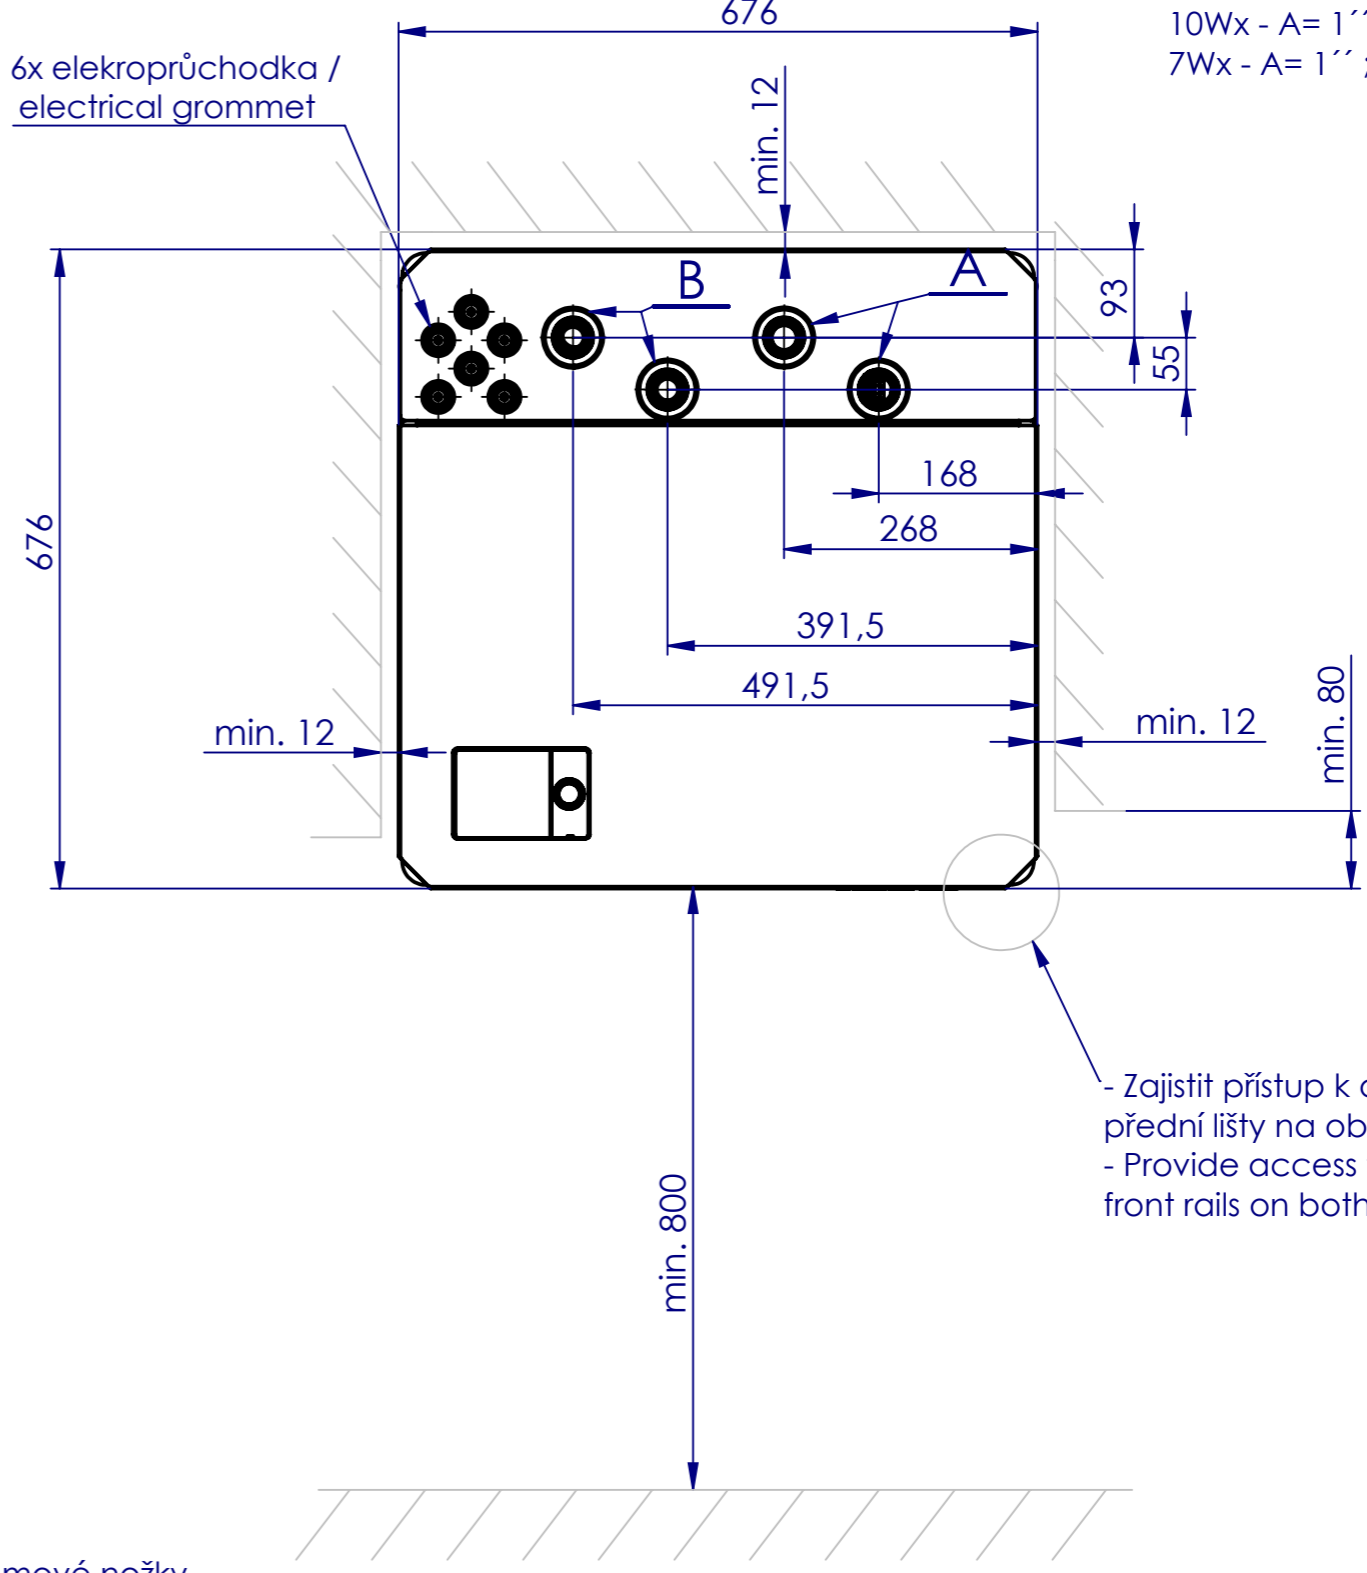 676
10Wx - A= 1´´
7Wx - A= 1´´ ;
6x elekroprůchodka /
electrical grommet
min. 12
B
A
93
55
168
268
676
391,5
491,5
min. 12
min. 12
min. 80
- Zajistit přístup k
přední lišty na
- Provide access
front rails on both
min. 800
nožky